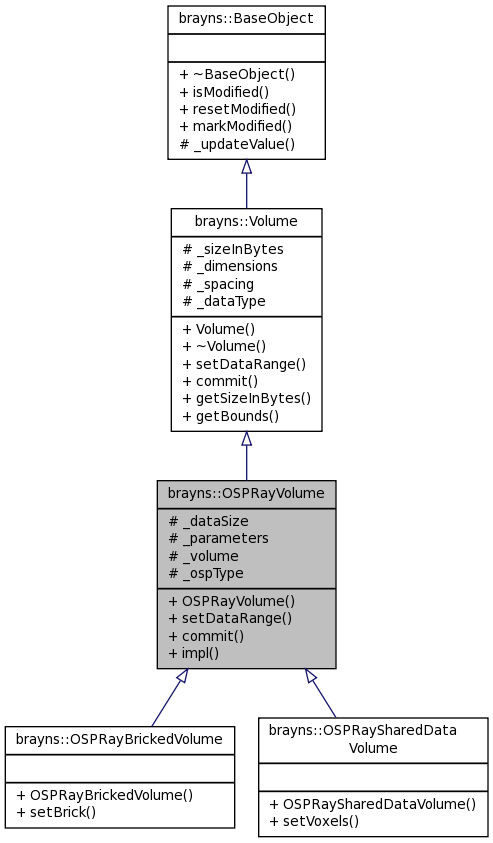 brayns::BaseObject
+ ~BaseObject()
+ isModified()
+ resetModified()
+ markModified()
# _updateValue()
brayns::Volume
# _sizeInBytes
# _dimensions
# _spacing
# _dataType
+ Volume()
+ ~Volume()
+ setDataRange()
+ commit()
+ getSizeInBytes()
+ getBounds()
brayns::OSPRayVolume
# _dataSize
# _parameters
# _volume
# _ospType
+ OSPRayVolume()
+ setDataRange()
+ commit()
+ impl()
brayns::OSPRayBrickedVolume
+ OSPRayBrickedVolume()
+ setBrick()
brayns::OSPRaySharedData
Volume
+ OSPRaySharedDataVolume()
+ setVoxels()